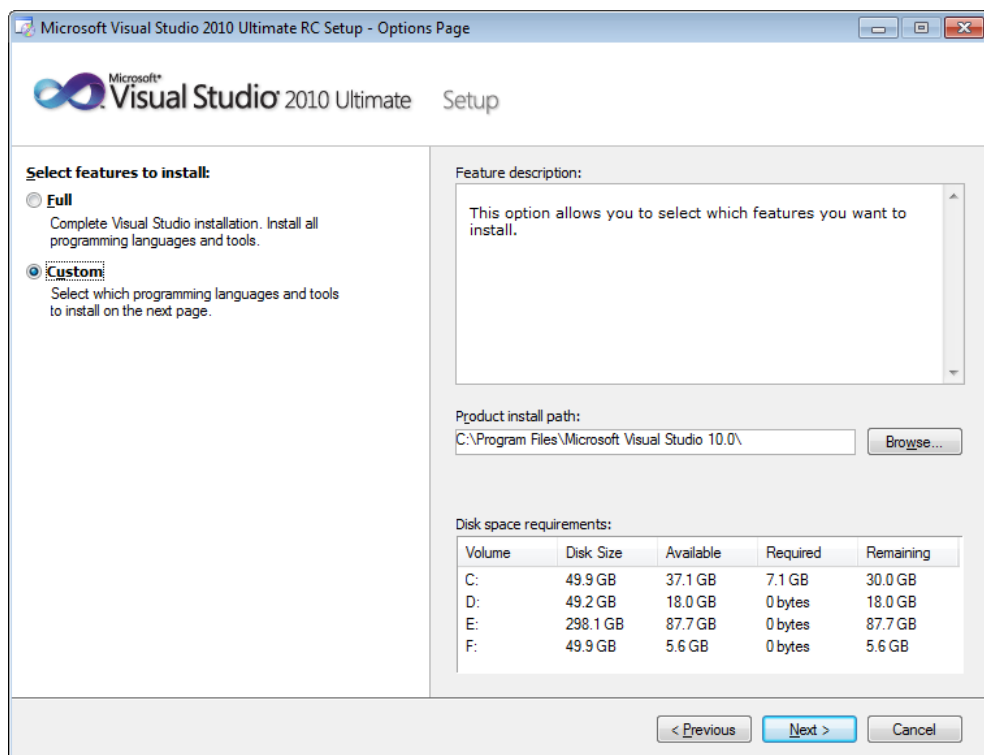 Microsoft Visual Studio 2010 Ultimate RC Setup - Options Page
Microsoft®
Visual Studio® 2010 Ultimate Setup
Select features to install:
Full
Complete Visual Studio installation. Install all
programming languages and tools.
Custom
Select which programming languages and tools
to install on the next page.
Feature description:
This option allows you to select which features you want to
install.
Product install path:
C:\Program Files\Microsoft Visual Studio 10.0\
Browse...
Disk space requirements:
Volume Disk Size Available Required Remaining
C: 49.9 GB 37.1 GB 7.1 GB 30.0 GB
D: 49.2 GB 18.0 GB 0 bytes 18.0 GB
E: 298.1 GB 87.7 GB 0 bytes 87.7 GB
F: 49.9 GB 5.6 GB 0 bytes 5.6 GB
< Previous Next > Cancel